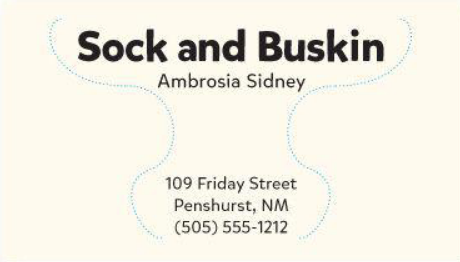 Sock and Buskin
Ambrosia Sidney
109 Friday Street
Penshurst, NM
(505) 555-1212